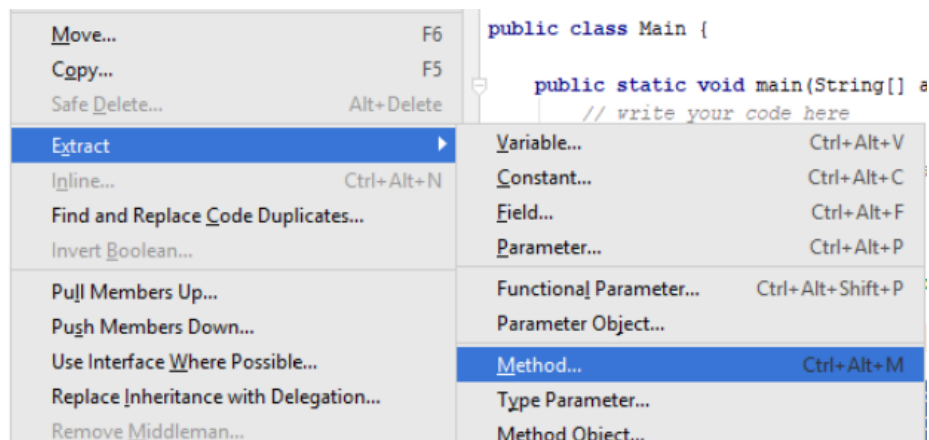 Move... F6
Copy... F5
Safe Delete... Alt+Delete
Extract
Inline... Ctrl+Alt+N
Find and Replace Code Duplicates...
Invert Boolean...
Pull Members Up...
Push Members Down...
Use Interface Where Possible...
Replace Inheritance with Delegation...
Remove Middleman...
public class Main {
public static void main(String[] a
// write your code here
Variable... Ctrl+Alt+V
Constant... Ctrl+Alt+C
Field... Ctrl+Alt+F
Parameter... Ctrl+Alt+P
Functional Parameter... Ctrl+Alt+Shift+P
Parameter Object...
Method... Ctrl+Alt+M
Type Parameter...
Method Object...